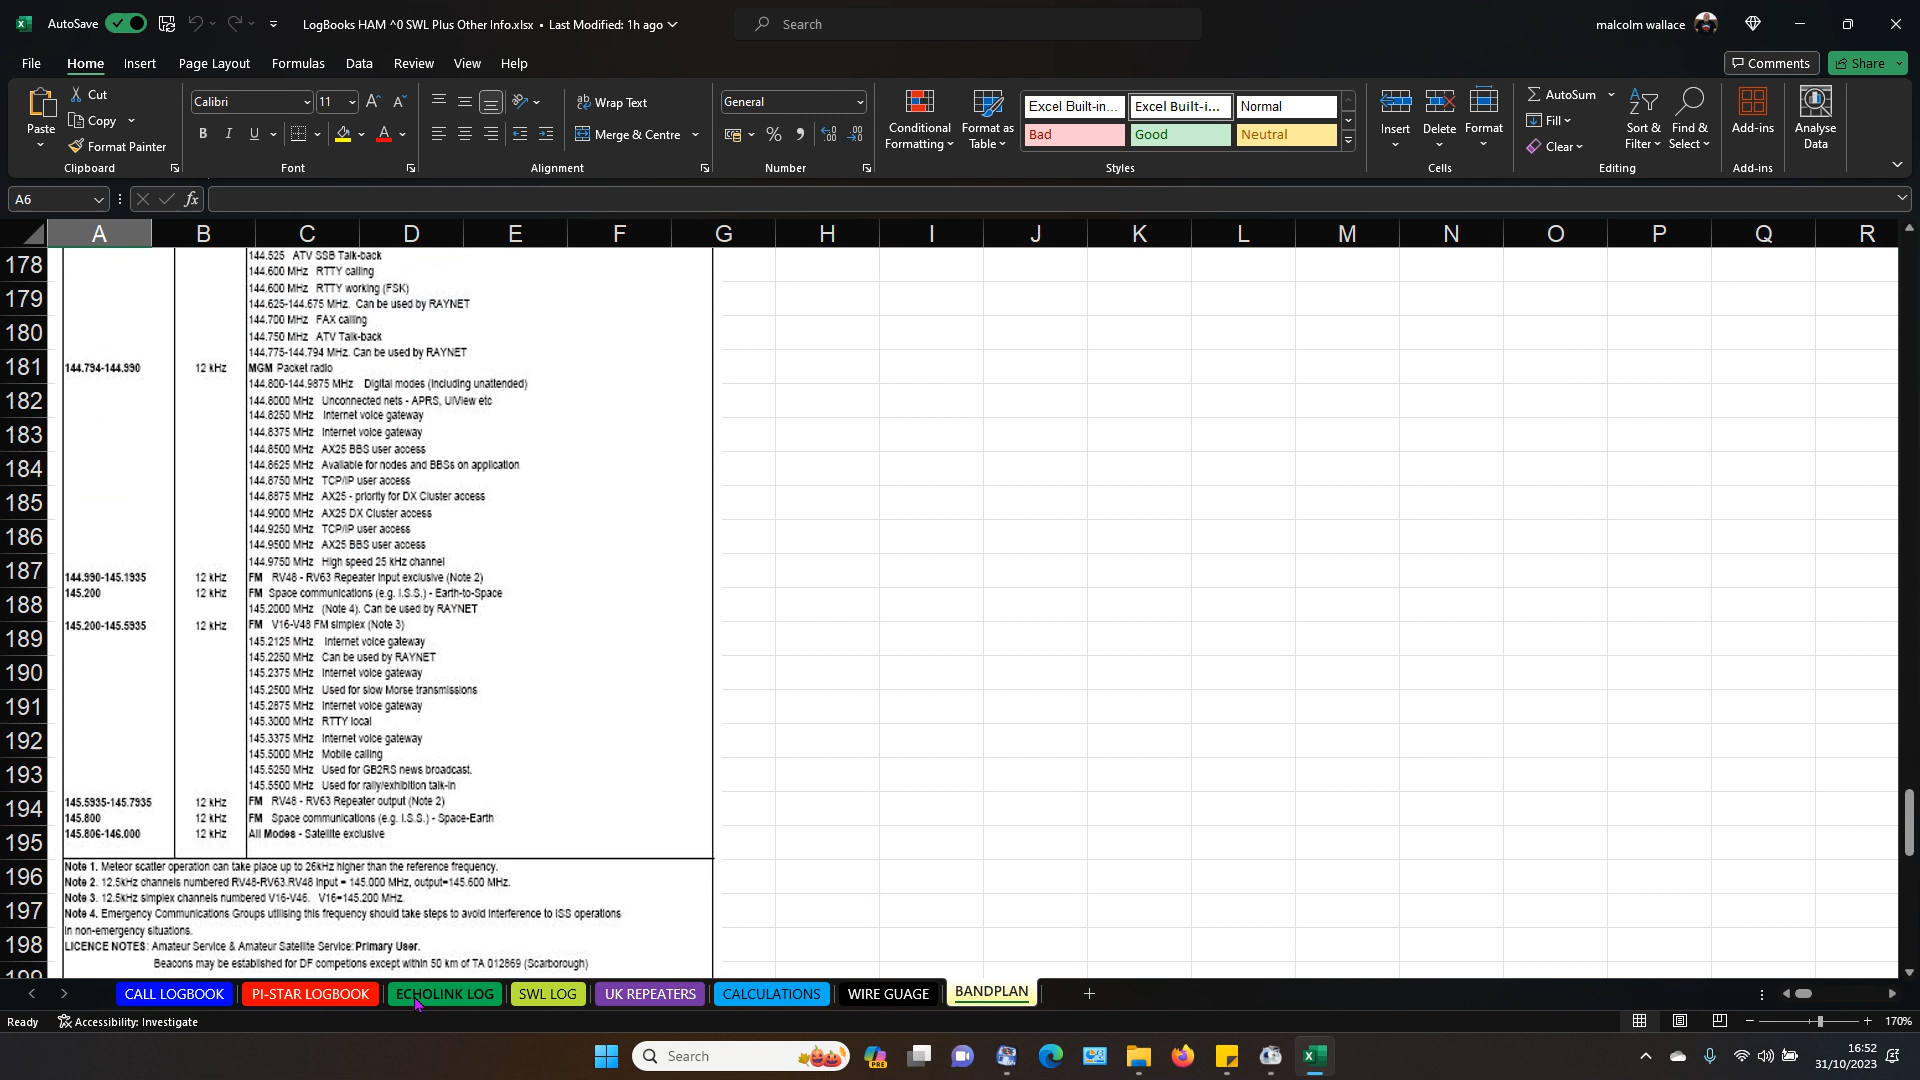 AutoSave
LogBooks HAM ^0 SWL Plus Other Info.xlsx • Last Modified: 1h ago
Search
malcolm wallace
File Home Insert Page Layout Formulas Data Review View Help
Comments Share
Paste
Cut
Copy
Format Painter
Clipboard
Calibri 11
B I U
Font
Wrap Text
Merge & Centre
Alignment
General
Number
Conditional Formatting
Format as Table
Excel Built-in... Excel Built-i... Normal
Bad Good Neutral
Styles
Insert Delete Format
Cells
AutoSum
Fill
Clear
Sort & Filter
Find & Select
Editing
Add-ins
Add-ins
Analyse Data
A6 fx
A B C D E F G H I J K L M N O P Q R
178
179
180
181
182
183
184
185
186
187
188
189
190
191
192
193
194
195
196
197
198
199
144.525 ATV SSB Talk-back
144.600 MHz RTTY calling
144.600 MHz RTTY working (FSK)
144.625-144.675 MHz. Can be used by RAYNET
144.700 MHz FAX calling
144.750 MHz ATV Talk-back
144.775-144.794 MHz. Can be used by RAYNET
144.794-144.990 12 kHz MGM Packet radio
144.800-144.9875 MHz Digital modes (including unattended)
144.8000 MHz Unconnected nets - APRS, UiView etc
144.8250 MHz Internet voice gateway
144.8375 MHz Internet voice gateway
144.8500 MHz AX25 BBS user access
144.8625 MHz Available for nodes and BBSs on application
144.8750 MHz TCP/IP user access
144.8875 MHz AX25 - priority for DX Cluster access
144.9000 MHz AX25 DX Cluster access
144.9250 MHz TCP/IP user access
144.9500 MHz AX25 BBS user access
144.9750 MHz High speed 25 kHz channel
144.990-145.1935 12 kHz FM RV48 - RV63 Repeater input exclusive (Note 2)
145.200 12 kHz FM Space communications (e.g. I.S.S.) - Earth-to-Space
145.2000 MHz (Note 4). Can be used by RAYNET
145.200-145.5935 12 kHz FM V16-V48 FM simplex (Note 3)
145.2125 MHz Internet voice gateway
145.2250 MHz Can be used by RAYNET
145.2375 MHz Internet voice gateway
145.2500 MHz Used for slow Morse transmissions
145.2875 MHz Internet voice gateway
145.3000 MHz RTTY local
145.3375 MHz Internet voice gateway
145.5000 MHz Mobile calling
145.5250 MHz Used for GB2RS news broadcast.
145.5500 MHz Used for rally/exhibition talk-in
145.5935-145.7935 12 kHz FM RV48 - RV63 Repeater output (Note 2)
145.800 12 kHz FM Space communications (e.g. I.S.S.) - Space-Earth
145.806-146.000 12 kHz All Modes - Satellite exclusive
Note 1. Meteor scatter operation can take place up to 26kHz higher than the reference frequency.
Note 2. 12.5kHz channels numbered RV48-RV63.RV48 input = 145.000 MHz, output=145.600 MHz.
Note 3. 12.5kHz simplex channels numbered V16-V46. V16=145.200 MHz.
Note 4. Emergency Communications Groups utilising this frequency should take steps to avoid interference to ISS operations
in non-emergency situations.
LICENCE NOTES: Amateur Service & Amateur Satellite Service: Primary User.
Beacons may be established for DF competions except within 50 km of TA 012869 (Scarborough)
CALL LOGBOOK PI-STAR LOGBOOK ECHOLINK LOG SWL LOG UK REPEATERS CALCULATIONS WIRE GUAGE BANDPLAN
Ready Accessibility: Investigate 170%
Search PRE
16:52
31/10/2023